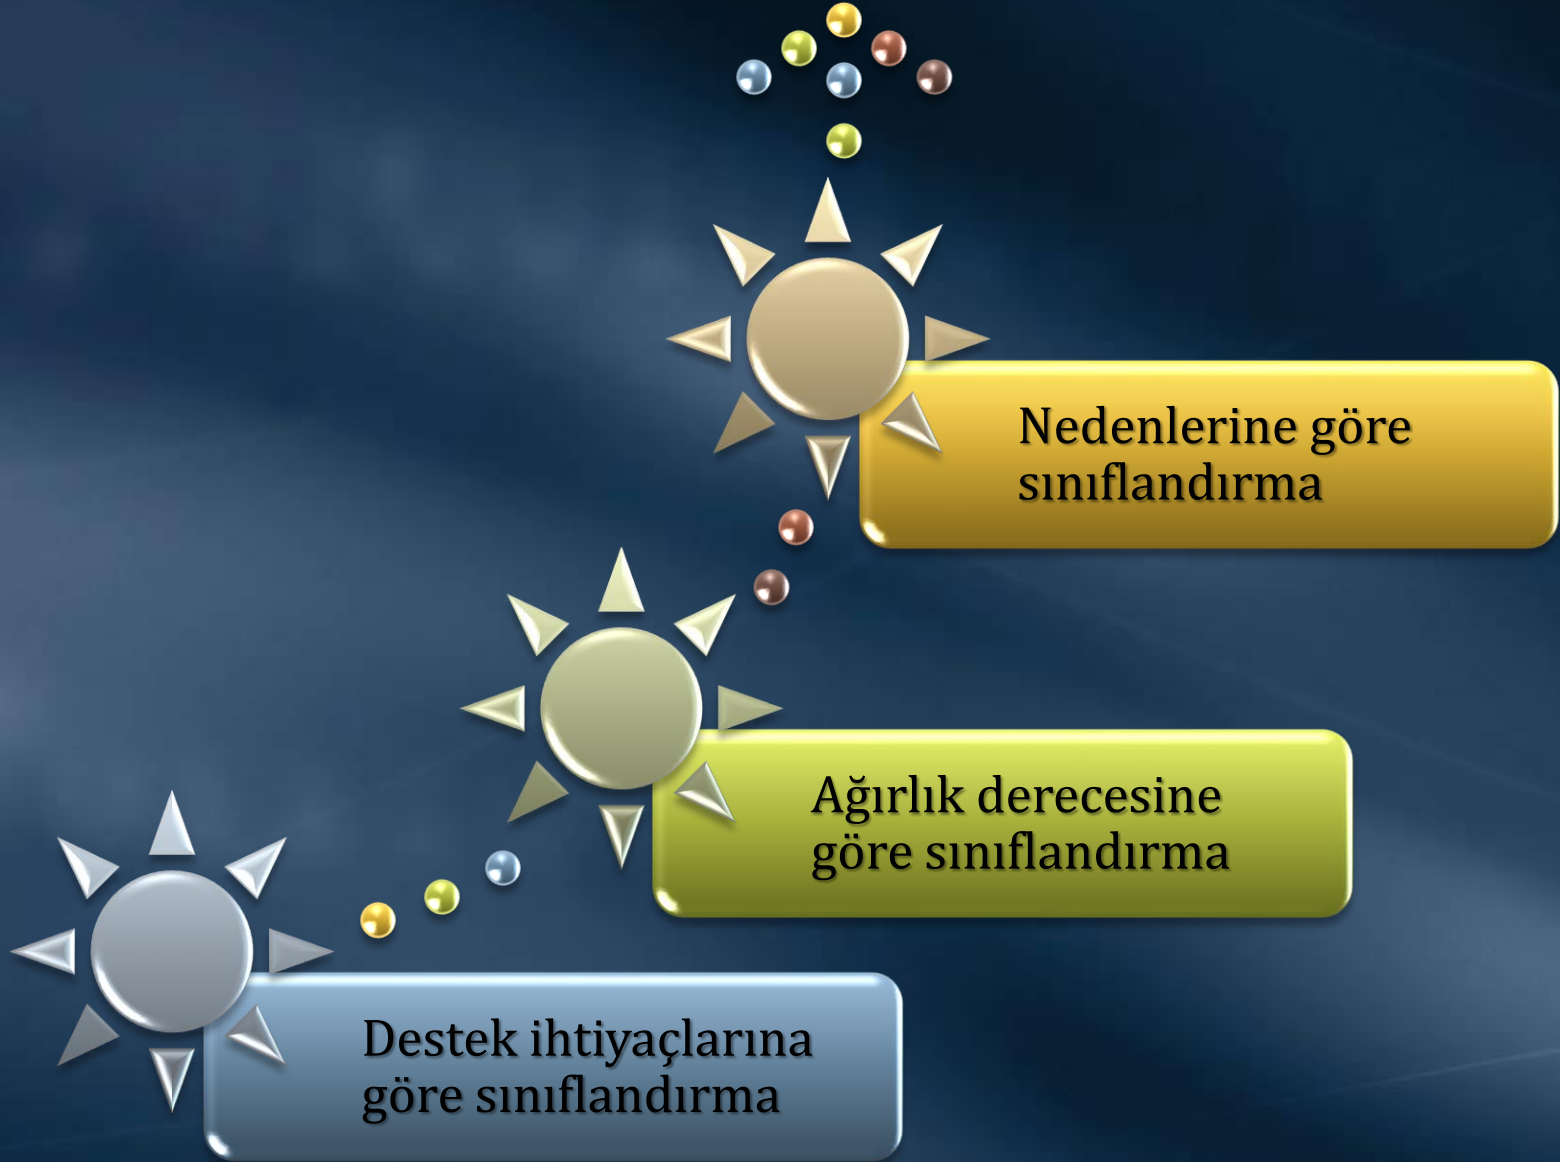 Nedenlerine göre
sınıflandırma
Ağırlık derecesine
göre sınıflandırma
Destek ihtiyaçlarına
göre sınıflandırma